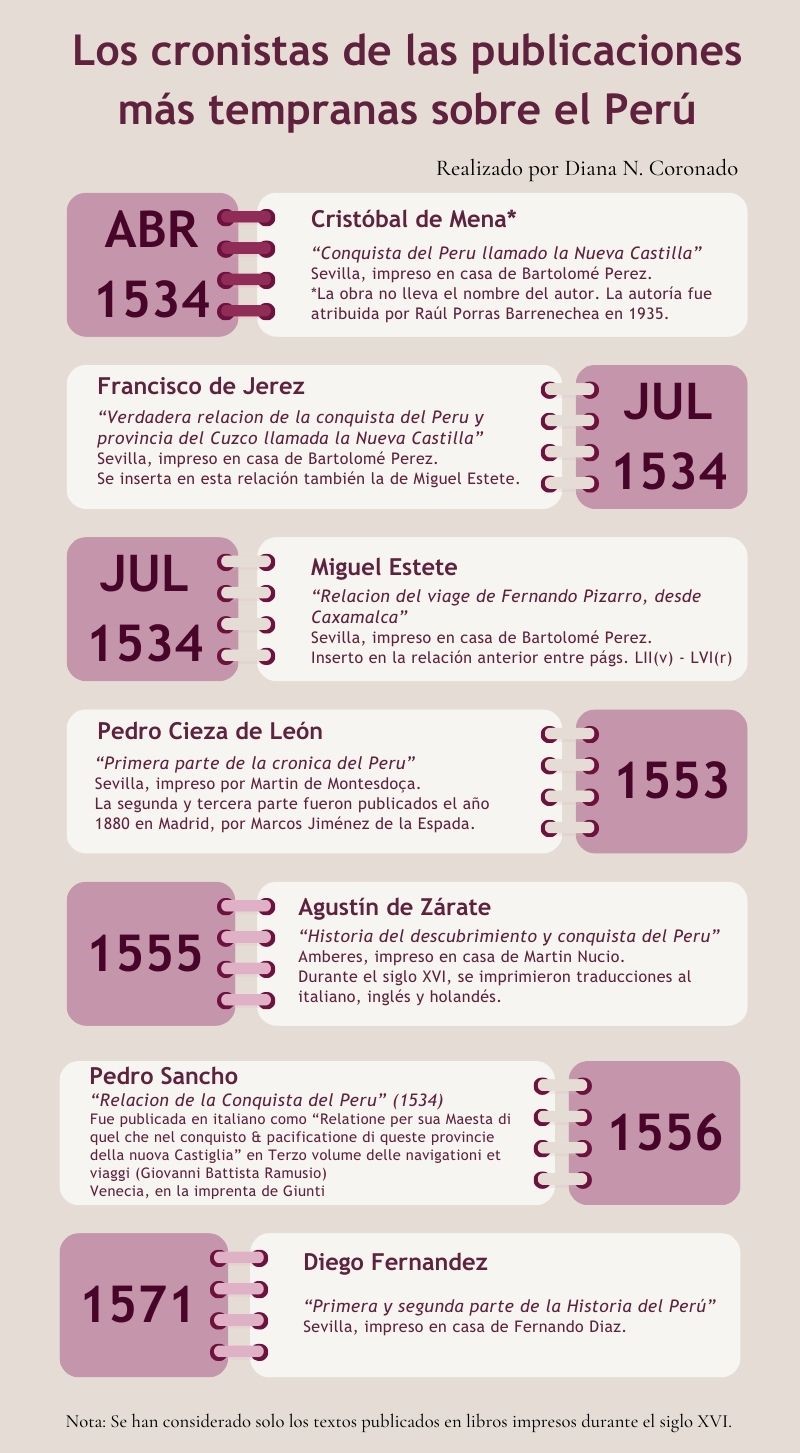 Los cronistas de las publicaciones
más tempranas sobre el Perú
Realizado por Diana N. Coronado
ABR
1534
Cristóbal de Mena*
“Conquista del Peru llamado la Nueva Castilla”
Sevilla, impreso en casa de Bartolomé Perez.
*La obra no lleva el nombre del autor. La autoría fue
atribuida por Raúl Porras Barrenechea en 1935.
Francisco de Jerez
“Verdadera relacion de la conquista del Peru y
provincia del Cuzco llamada la Nueva Castilla”
Sevilla, impreso en casa de Bartolomé Perez.
Se inserta en esta relación también la de Miguel Estete.
JUL
1534
JUL
1534
Miguel Estete
“Relacion del viage de Fernando Pizarro, desde
Caxamalca”
Sevilla, impreso en casa de Bartolomé Perez.
Inserto en la relación anterior entre págs. LII(v) - LVI(r)
Pedro Cieza de León
“Primera parte de la cronica del Peru”
Sevilla, impreso por Martin de Montesdoça.
La segunda y tercera parte fueron publicados el año
1880 en Madrid, por Marcos Jiménez de la Espada.
1553
1555
Agustín de Zárate
“Historia del descubrimiento y conquista del Peru”
Amberes, impreso en casa de Martin Nucio.
Durante el siglo XVI, se imprimieron traducciones al
italiano, inglés y holandés.
Pedro Sancho
“Relacion de la Conquista del Peru” (1534)
Fue publicada en italiano como “Relatione per sua Maesta di
quel che nel conquisto & pacificatione di queste provincie
della nuova Castiglia” en Terzo volume delle navigationi et
viaggi (Giovanni Battista Ramusio)
Venecia, en la imprenta de Giunti
1556
1571
Diego Fernandez
“Primera y segunda parte de la Historia del Perú”
Sevilla, impreso en casa de Fernando Diaz.
Nota: Se han considerado solo los textos publicados en libros impresos durante el siglo XVI.